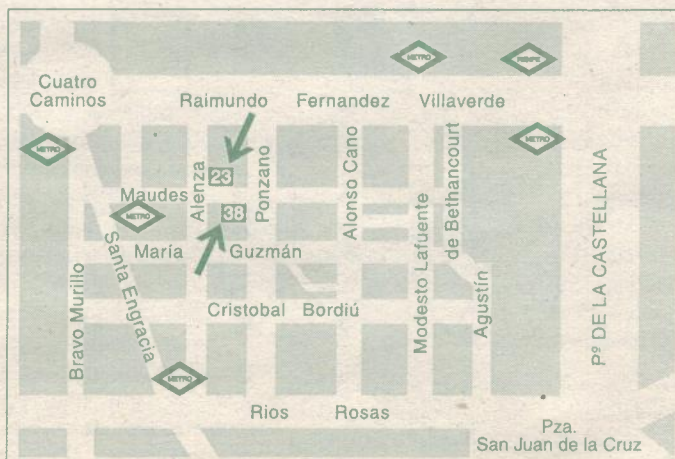 METRO
RENFE
Cuatro
Caminos
Raimundo Fernandez Villaverde
METRO
METRO
23
Alenza
Ponzano
Alonso Cano
Modesto Lafuente
de Bethancourt
Agustín
Pº DE LA CASTELLANA
Maudes
METRO
38
María Guzmán
Santa Engracia
Bravo Murillo
Cristobal Bordiú
METRO
Rios Rosas
Pza.
San Juan de la Cruz